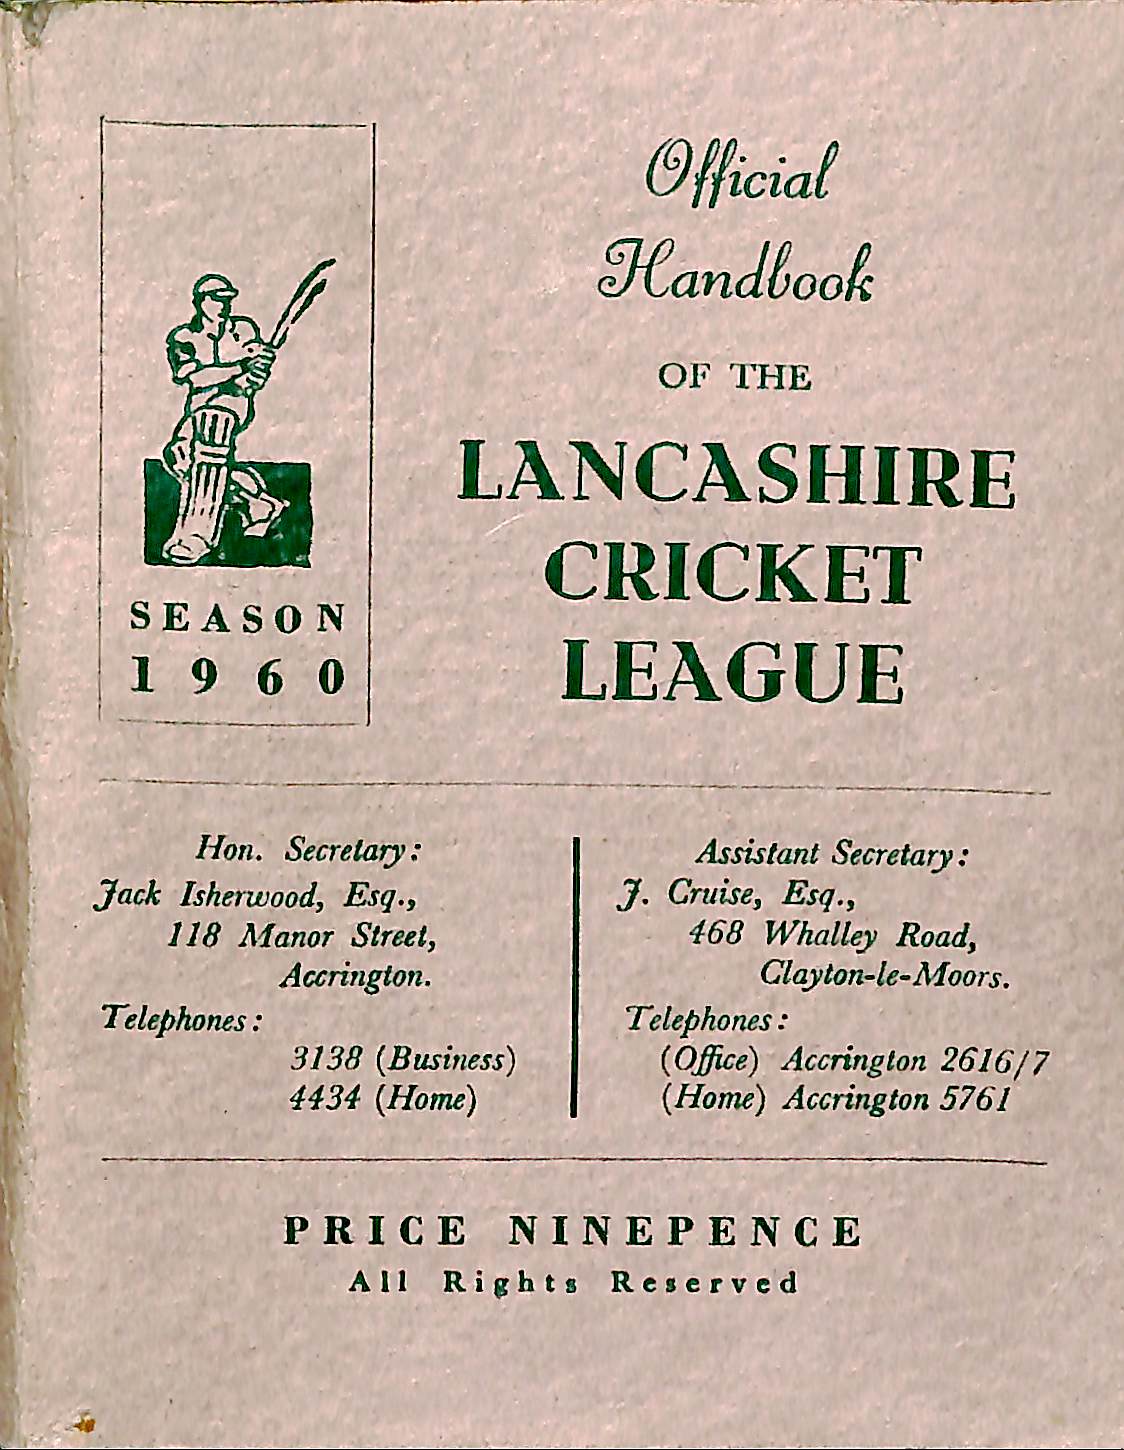 Official
Handbook
OF THE
LANCASHIRE
CRICKET
LEAGUE
SEASON
1960
Hon. Secretary:
Jack Isherwood, Esq.,
118 Manor Street,
Accrington.
Telephones:
3138 (Business)
4434 (Home)
Assistant Secretary:
J. Cruise, Esq.,
468 Whalley Road,
Clayton-le-Moors.
Telephones:
(Office) Accrington 2616/7
(Home) Accrington 5761
PRICE NINEPENCE
All Rights Reserved